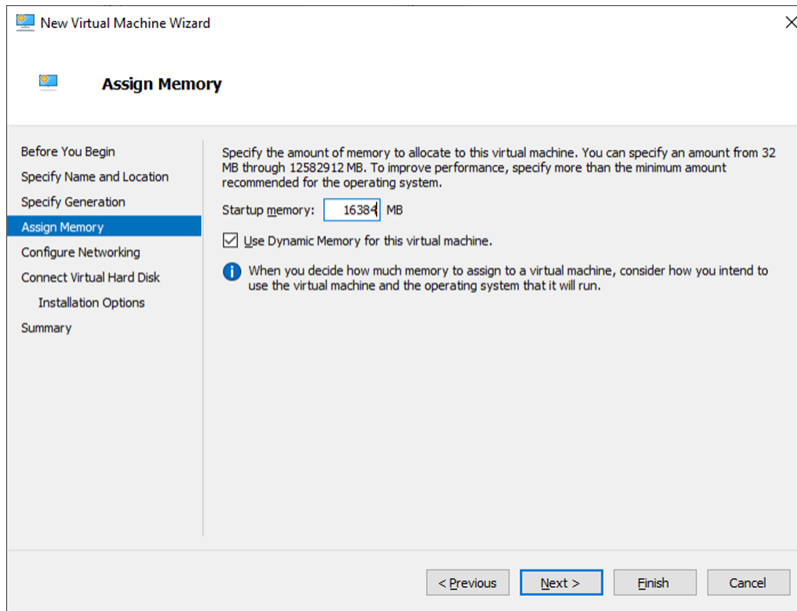 New Virtual Machine Wizard
Assign Memory
Before You Begin
Specify Name and Location
Specify Generation
Assign Memory
Configure Networking
Connect Virtual Hard Disk
Installation Options
Summary
Specify the amount of memory to allocate to this virtual machine. You can specify an amount from 32
MB through 12582912 MB. To improve performance, specify more than the minimum amount
recommended for the operating system.
Startup memory: 16384 MB
Use Dynamic Memory for this virtual machine.
When you decide how much memory to assign to a virtual machine, consider how you intend to
use the virtual machine and the operating system that it will run.
< Previous Next > Finish Cancel